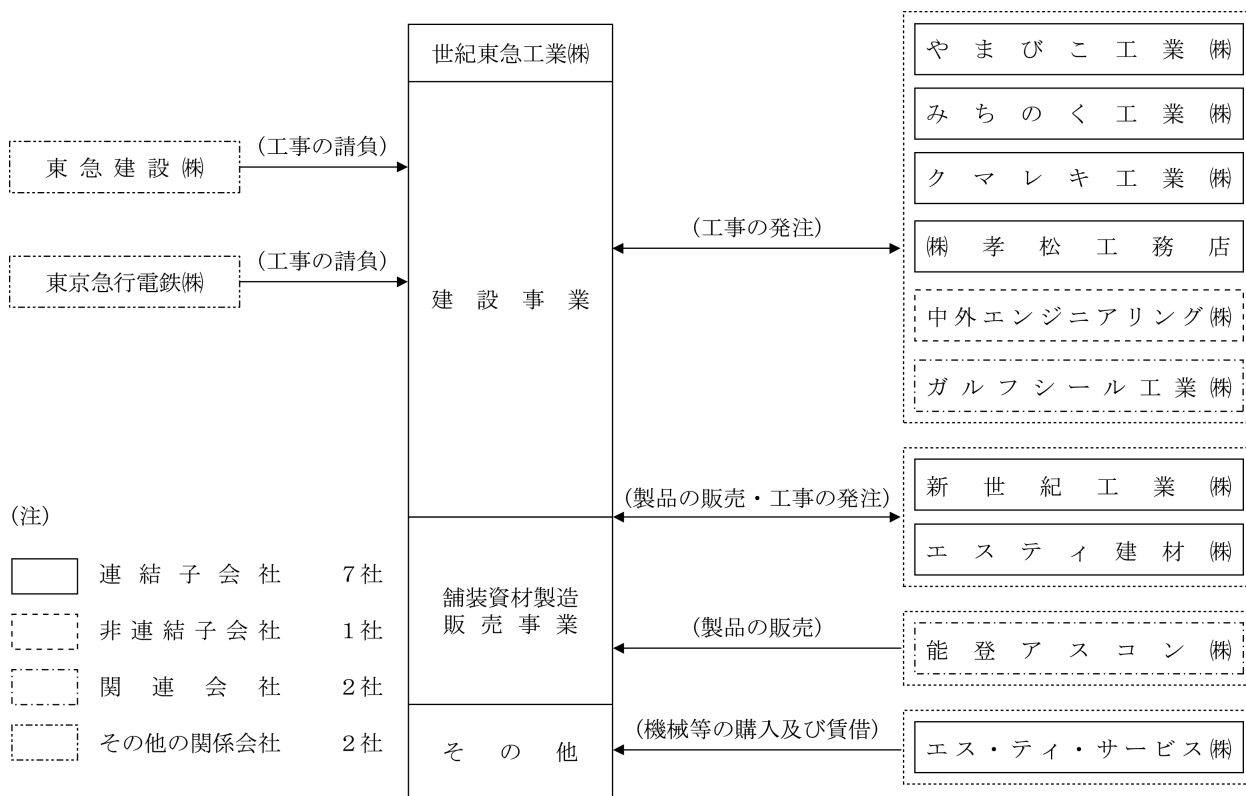 世紀東急工業㈱
建設事業
舗装資材製造
販売事業
その他
東急建設㈱
(工事の請負)
東京急行電鉄㈱
(工事の請負)
(工事の発注)
やまびこ工業㈱
みちのく工業㈱
クマレキ工業㈱
㈱孝松工務店
中外エンジニアリング㈱
ガルフシール工業㈱
(製品の販売・工事の発注)
新世紀工業㈱
エスティ建材㈱
(製品の販売)
能登アスコン㈱
(機械等の購入及び賃借)
エス・ティ・サービス㈱
(注)
連結子会社 7社
非連結子会社 1社
関連会社 2社
その他の関係会社 2社